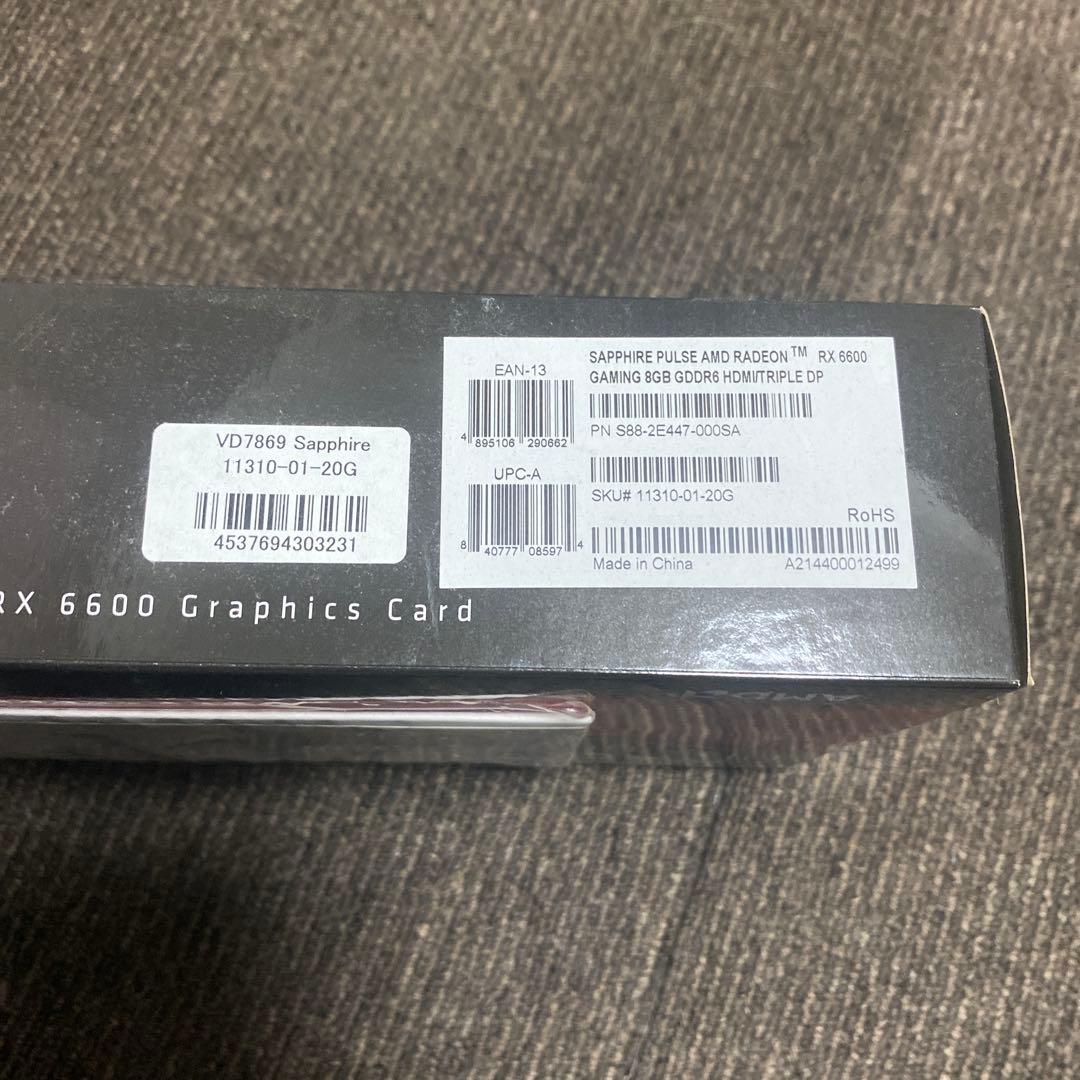 VD7869 Sapphire
11310-01-20G
4537694303231
EAN-13
4 895106 290662
UPC-A
8 40777 08597 4
SAPPHIRE PULSE AMD RADEON™ RX 6600
GAMING 8GB GDDR6 HDMI/TRIPLE DP
PN S88-2E447-000SA
SKU# 11310-01-20G
RoHS
Made in China A214400012499
RX 6600 Graphics Card